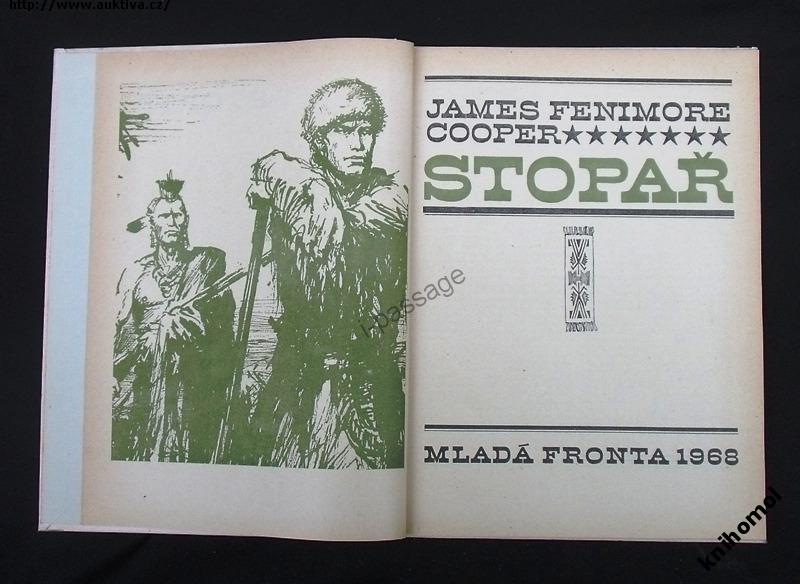 http://www.auktiva.cz/
JAMES FENIMORE
COOPER★★★★★★★
STOPAŘ
i-passage
MLADÁ FRONTA 1968
knihomol